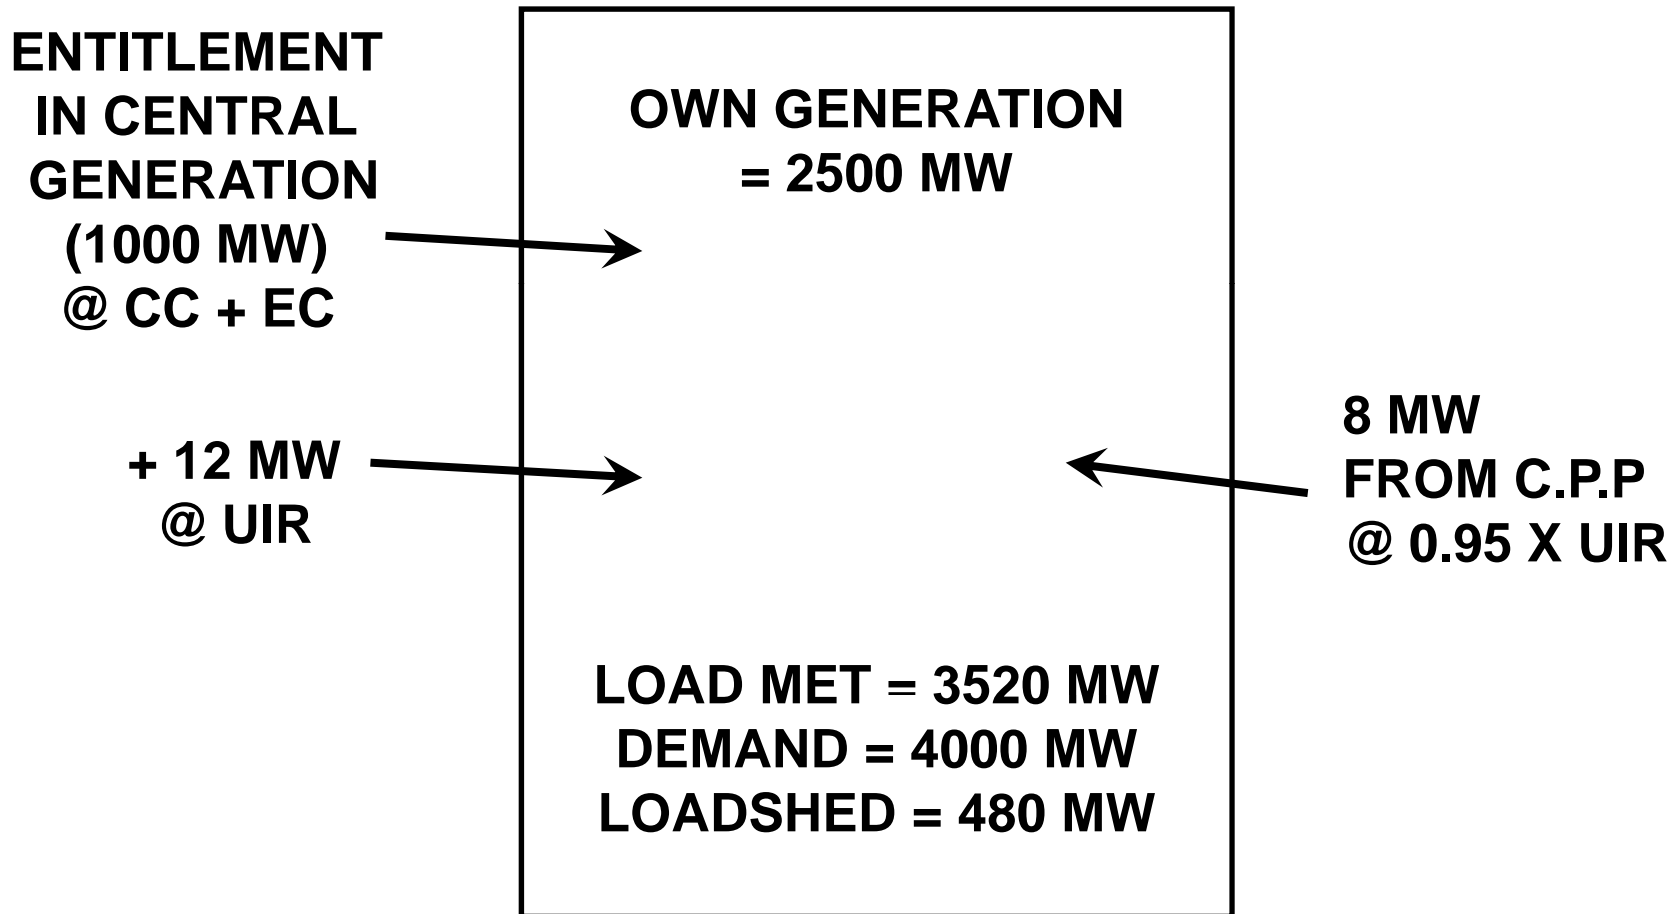 ENTITLEMENT
IN CENTRAL
GENERATION
(1000 MW)
@ CC + EC
OWN GENERATION
= 2500 MW
+ 12 MW
@ UIR
8 MW
FROM C.P.P
@ 0.95 X UIR
LOAD MET = 3520 MW
DEMAND = 4000 MW
LOADSHED = 480 MW